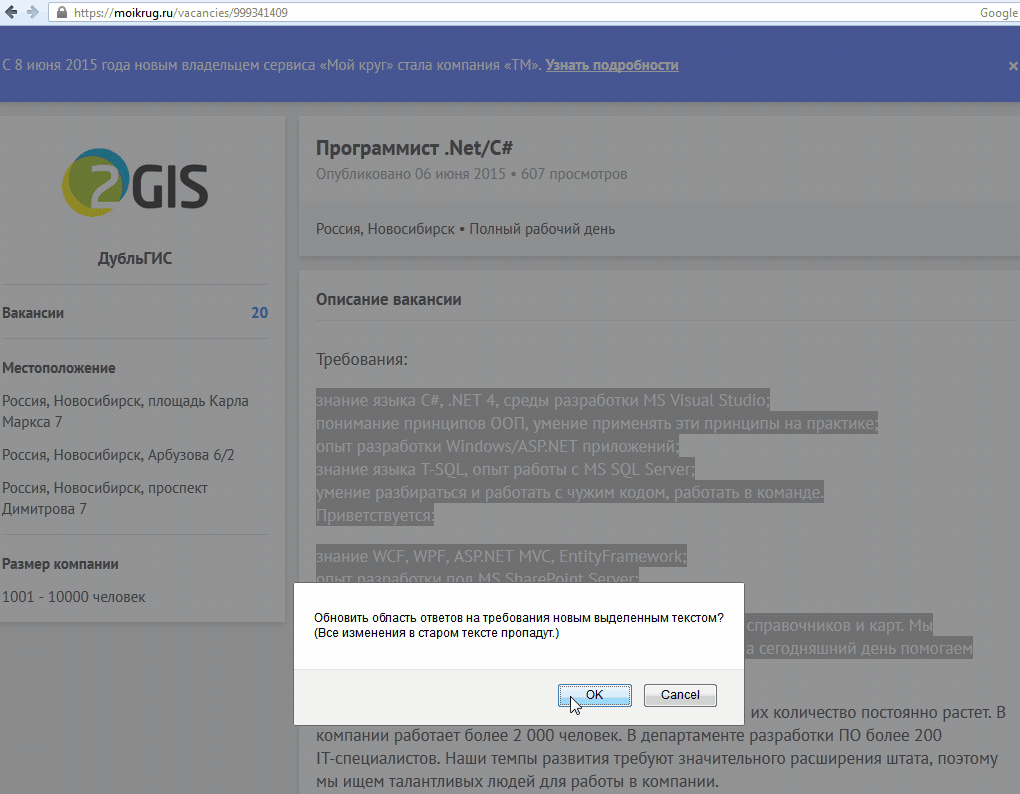 https://moikrug.ru/vacancies/999341409
Google
С 8 июня 2015 года новым владельцем сервиса «Мой круг» стала компания «ТМ». Узнать подробности
×
2GIS
ДубльГИС
Вакансии 20
Местоположение
Россия, Новосибирск, площадь Карла
Маркса 7
Россия, Новосибирск, Арбузова 6/2
Россия, Новосибирск, проспект
Димитрова 7
Размер компании
1001 - 10000 человек
Программист .Net/C#
Опубликовано 06 июня 2015 • 607 просмотров
Россия, Новосибирск • Полный рабочий день
Описание вакансии
Требования:
знание языка C#, .NET 4, среды разработки MS Visual Studio;
понимание принципов ООП, умение применять эти принципы на практике;
опыт разработки Windows/ASP.NET приложений;
знание языка T-SQL, опыт работы с MS SQL Server;
умение разбираться и работать с чужим кодом, работать в команде.
Приветствуется:
знание WCF, WPF, ASP.NET MVC, EntityFramework;
опыт разработки под MS SharePoint Server;
справочников и карт. Мы
а сегодняшний день помогаем
Обновить область ответов на требования новым выделенным текстом?
(Все изменения в старом тексте пропадут.)
OK Cancel
их количество постоянно растет. В
компании работает более 2 000 человек. В департаменте разработки ПО более 200
IT-специалистов. Наши темпы развития требуют значительного расширения штата, поэтому
мы ищем талантливых людей для работы в компании.